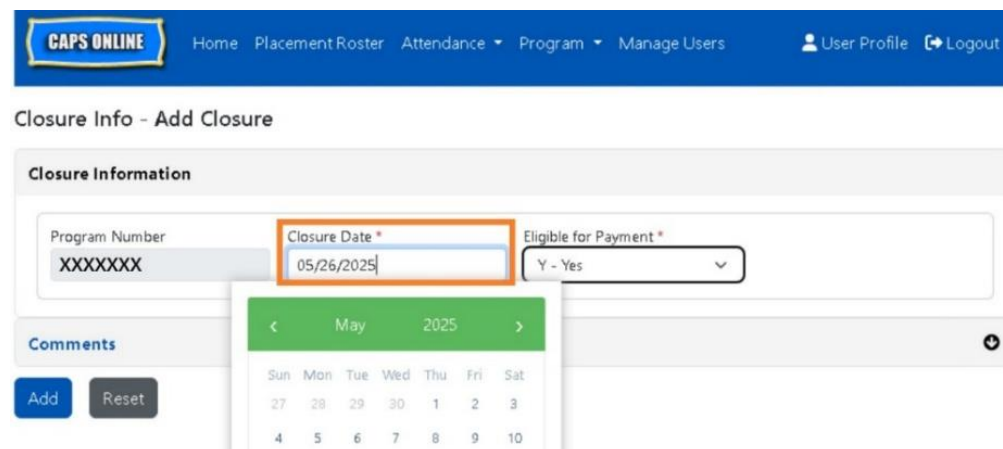 CAPS ONLINE Home Placement Roster Attendance Program Manage Users User Profile Logout
Closure Info - Add Closure
Closure Information
Program Number Closure Date * Eligible for Payment *
XXXXXXX 05/26/2025 Y - Yes
May 2025
Comments
Sun Mon Tue Wed Thu Fri Sat
Add Reset 27 28 29 30 1 2 3
4 5 6 7 8 9 10